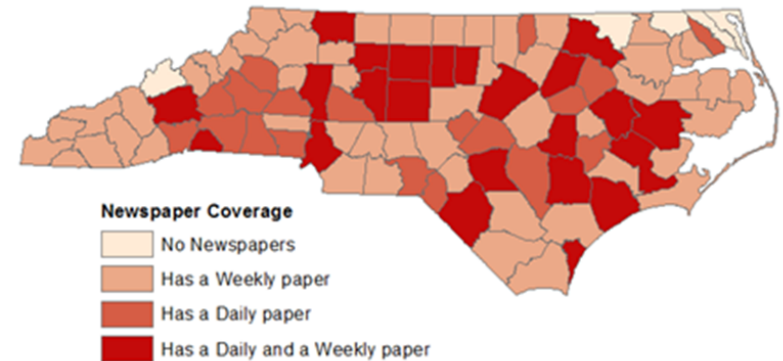 Newspaper Coverage
No Newspapers
Has a Weekly paper
Has a Daily paper
Has a Daily and a Weekly paper